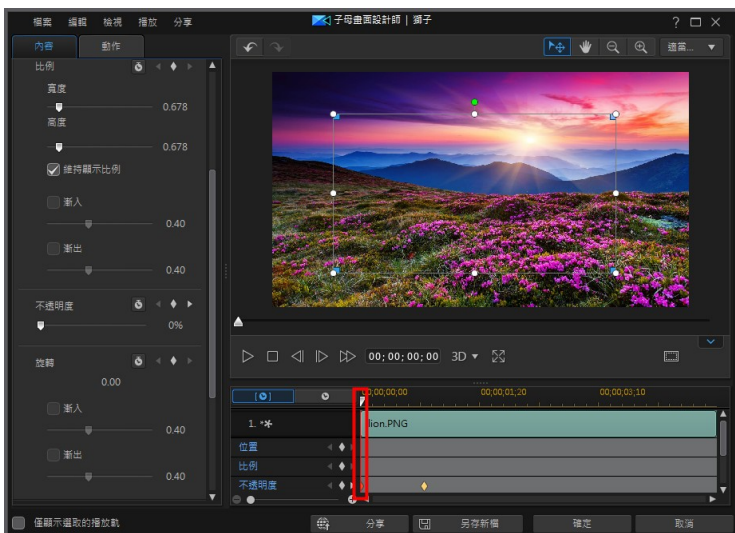 檔案 編輯 檢視 播放 分享
子母畫面設計師 | 獅子
? □ ×
內容 動作
適當... ▼
比例
寬度
0.678
高度
0.678
維持顯示比例
漸入
0.40
漸出
0.40
不透明度
0%
旋轉
0.00
漸入
0.40
漸出
0.40
00;00;00;00 3D
00;00;00;00 00;00;01;20 00;00;03;10
1. lion.PNG
位置
比例
不透明度
僅顯示選取的播放軌
分享 另存新檔 確定 取消